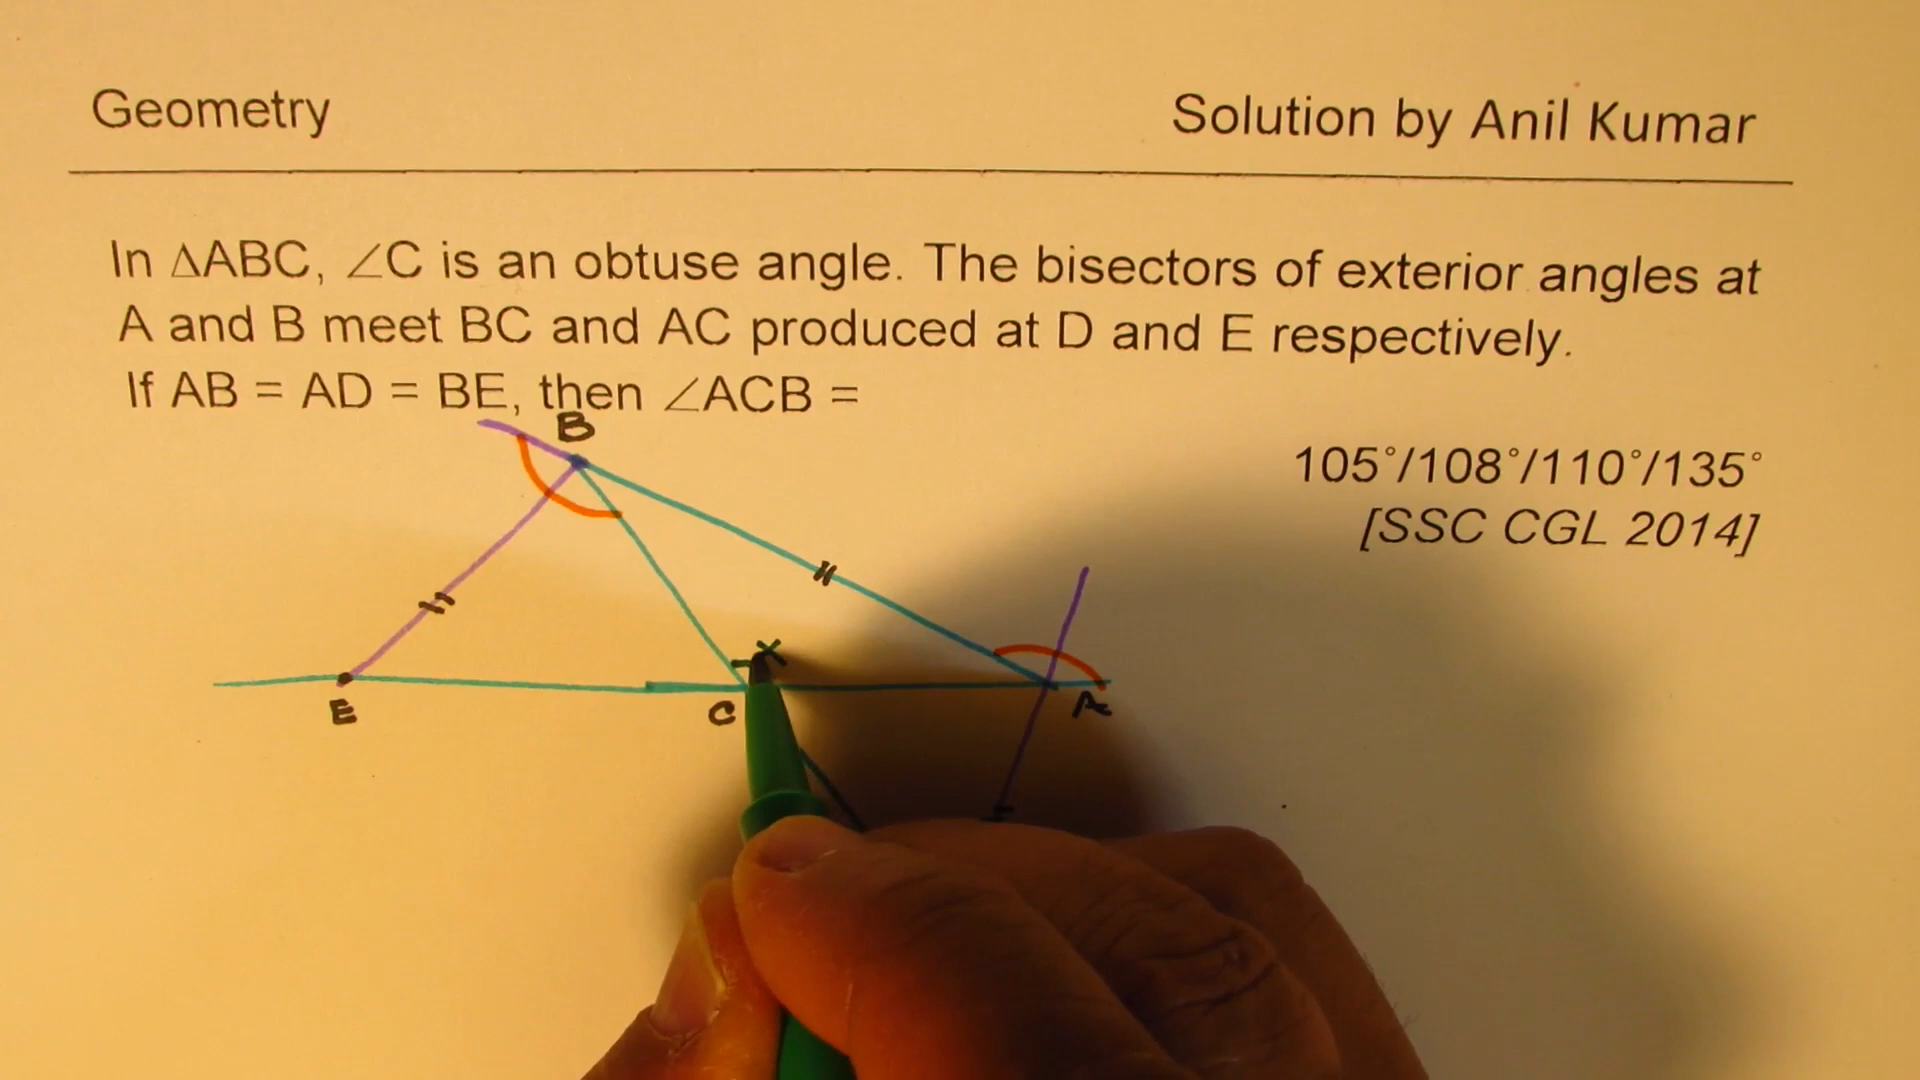 Geometry
Solution by Anil Kumar
In ΔABC, ∠C is an obtuse angle. The bisectors of exterior angles at
A and B meet BC and AC produced at D and E respectively.
If AB = AD = BE, then ∠ACB =
105°/108°/110°/135°
[SSC CGL 2014]
B
x
E
C
A